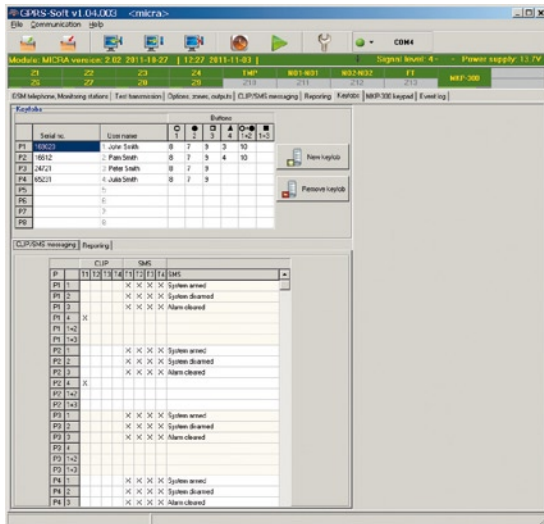 GPRS-Soft v1.04.003 <micra>
File Communication Help
COM4
Module: MICRA version: 2.02 2011-10-27 | 12:27 2011-11-03 | Signal level: 4 - - Power supply: 13.7V
Z1 Z2 Z3 Z4 TMP NO1-NO1 NO2-NO2 FT MKP-300
Z6 Z7 Z8 Z9 Z10 Z11 Z12 Z13
GSM telephone, Monitoring stations Test transmission Options, zones, outputs CLIP/SMS messaging Reporting Keyfobs MKP-300 keypad Event log
Keyfobs
Buttons
Serial no. User name 1 2 3 4 1+2 1+3
P1 1 John Smith 8 7 9 3 10
P2 16612 2 Pam Smith 8 7 9 4 10
P3 24721 3 Peter Smith 8 7 9
P4 65231 4 Julia Smith 8 7 9
P5 5
P6 6
P7 7
P8 8
New keyfob
Remove keyfob
CLIP/SMS messaging Reporting
CLIP SMS
P T1 T2 T3 T4 T1 T2 T3 T4 SMS
P1 1 X X X X System armed
P1 2 X X X X System disarmed
P1 3 X X X X Alarm cleared
P1 4 X
P1 1+2
P1 1+3
P2 1 X X X X System armed
P2 2 X X X X System disarmed
P2 3 X X X X Alarm cleared
P2 4 X
P2 1+2
P2 1+3
P3 1 X X X X System armed
P3 2 X X X X System disarmed
P3 3 X X X X Alarm cleared
P3 4
P3 1+2
P3 1+3
P4 1 X X X X System armed
P4 2 X X X X System disarmed
P4 3 X X X X Alarm cleared